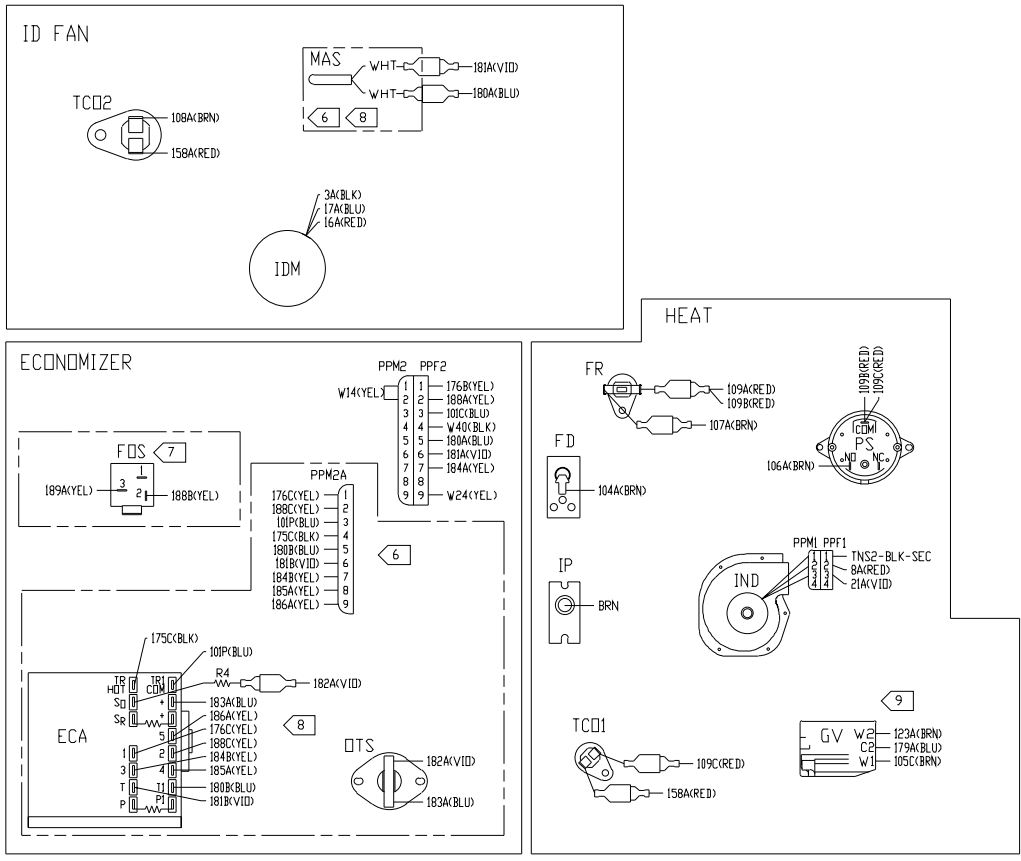 ID FAN
MAS
WHT
181A(VIO)
WHT
180A(BLU)
6
8
TCO2
108A(BRN)
158A(RED)
3A(BLK)
17A(BLU)
16A(RED)
IDM
ECONOMIZER
PPM2
PPF2
W14(YEL)
1 1 176B(YEL)
2 2 188A(YEL)
3 3 101C(BLU)
4 4 W40(BLK)
5 5 180A(BLU)
6 6 181A(VIO)
7 7 184A(YEL)
8 8
9 9 W24(YEL)
FOS
7
1
3
2
189A(YEL)
188B(YEL)
PPM2A
176C(YEL) 1
188C(YEL) 2
101P(BLU) 3
175C(BLK) 4
180B(BLU) 5
181B(VIO) 6
184B(YEL) 7
185A(YEL) 8
186A(YEL) 9
6
175C(BLK)
101P(BLU)
R4
182A(VIO)
TR HOT
TR1 COM
SO
+
183A(BLU)
SR
+
186A(YEL)
5
176C(YEL)
1
2
188C(YEL)
184B(YEL)
3
4
185A(YEL)
T
T1
180B(BLU)
181B(VIO)
P
P1
ECA
8
OTS
182A(VIO)
183A(BLU)
HEAT
FR
109A(RED)
109B(RED)
107A(BRN)
109B(RED)
109C(RED)
COM
PS
NO
NC
106A(BRN)
FD
104A(BRN)
IP
BRN
IND
PPM1
PPF1
1 1 TNS2-BLK-SEC
2 2 8A(RED)
3 3 21A(VIO)
4 4
TCO1
109C(RED)
158A(RED)
9
GV
W2 123A(BRN)
C2 179A(BLU)
W1 105C(BRN)